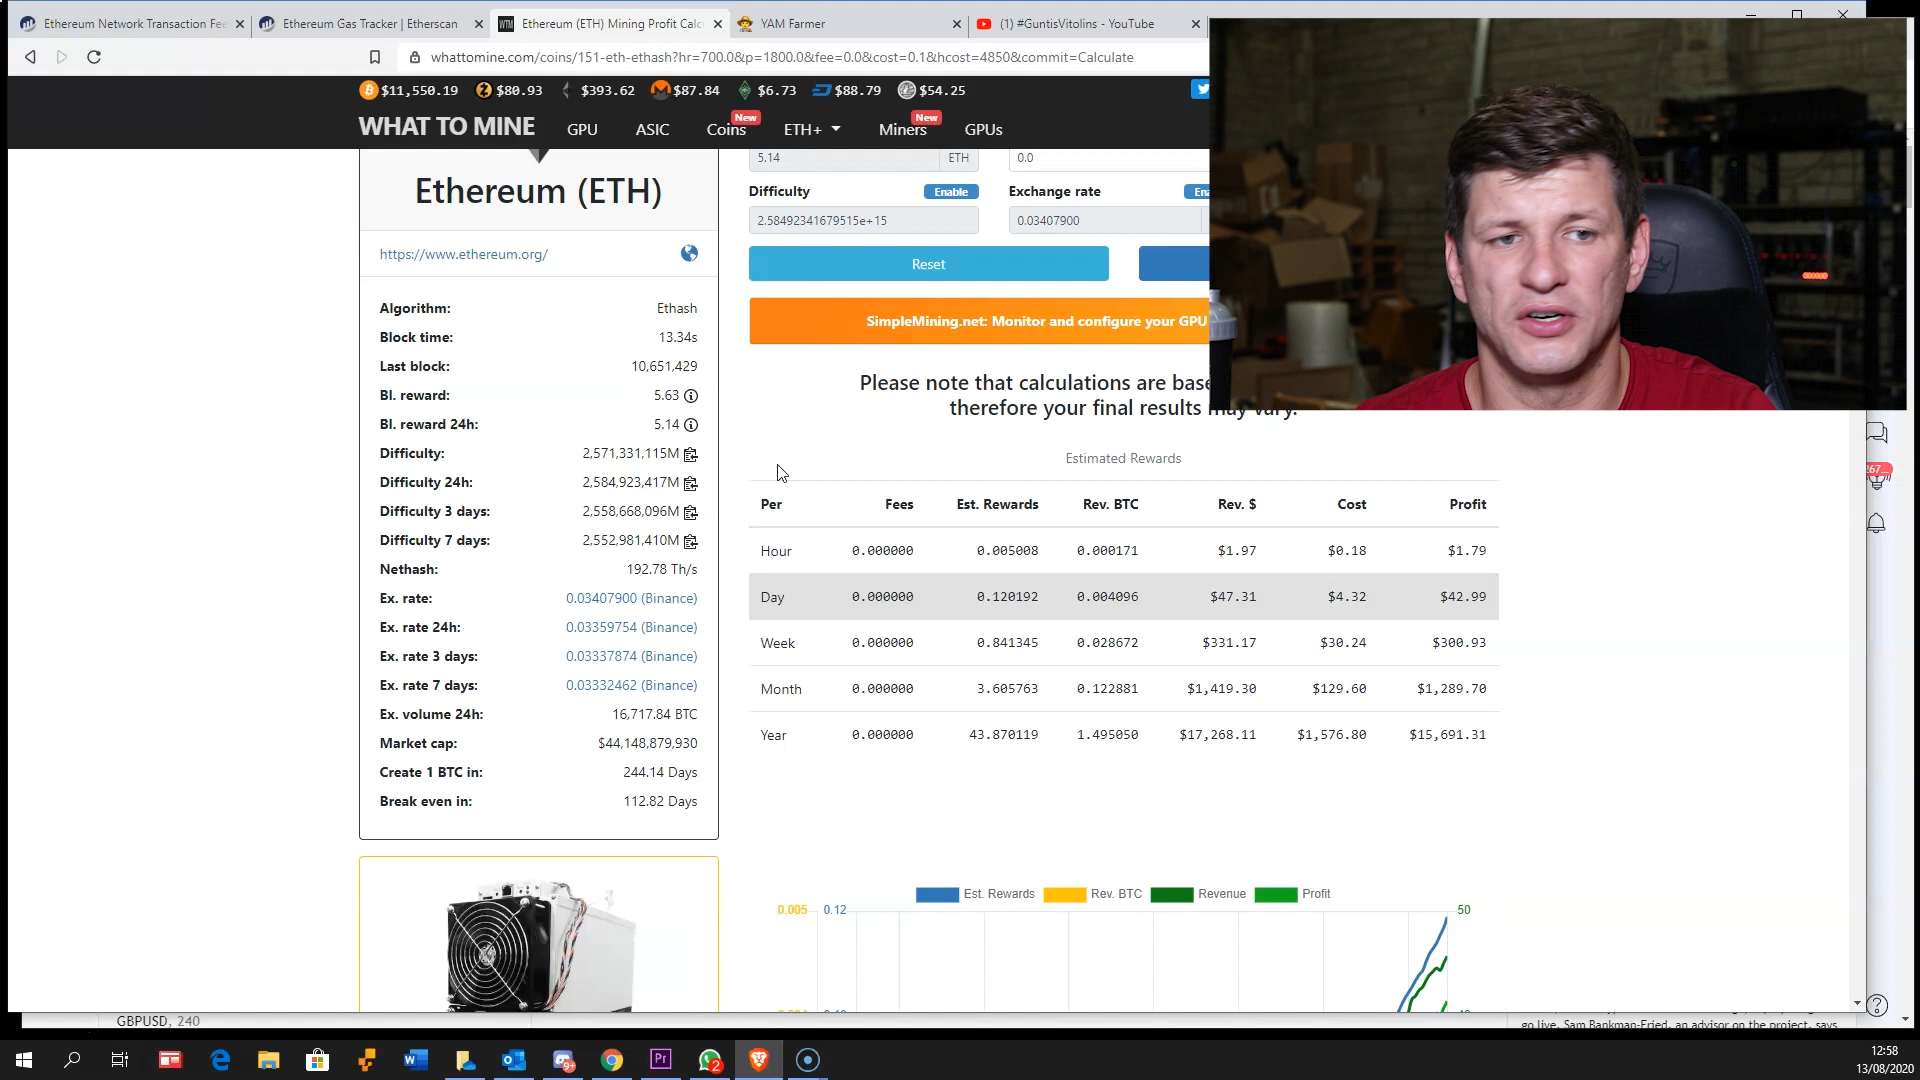 Ethereum Network Transaction Fe
Ethereum Gas Tracker | Etherscan
Ethereum (ETH) Mining Profit Calc
YAM Farmer
(1) #GuntisVitolins - YouTube
whattomine.com/coins/151-eth-ethash?hr=700.0&p=1800.0&fee=0.0&cost=0.1&hcost=4850&commit=Calculate
$11,550.19 $80.93 $393.62 $87.84 $6.73 $88.79 $54.25
WHAT TO MINE
GPU
ASIC
Coins
New
ETH+
Miners
New
GPUs
5.14
ETH
0.0
Difficulty
Enable
Exchange rate
2.58492341679515e+15
0.03407900
Reset
SimpleMining.net: Monitor and configure your GPU
Please note that calculations are base
therefore your final results may vary.
Ethereum (ETH)
https://www.ethereum.org/
Algorithm: Ethash
Block time: 13.34s
Last block: 10,651,429
Bl. reward: 5.63
Bl. reward 24h: 5.14
Difficulty: 2,571,331,115M
Difficulty 24h: 2,584,923,417M
Difficulty 3 days: 2,558,668,096M
Difficulty 7 days: 2,552,981,410M
Nethash: 192.78 Th/s
Ex. rate: 0.03407900 (Binance)
Ex. rate 24h: 0.03359754 (Binance)
Ex. rate 3 days: 0.03337874 (Binance)
Ex. rate 7 days: 0.03332462 (Binance)
Ex. volume 24h: 16,717.84 BTC
Market cap: $44,148,879,930
Create 1 BTC in: 244.14 Days
Break even in: 112.82 Days
Estimated Rewards
Per Fees Est. Rewards Rev. BTC Rev. $ Cost Profit
Hour 0.000000 0.005008 0.000171 $1.97 $0.18 $1.79
Day 0.000000 0.120192 0.004096 $47.31 $4.32 $42.99
Week 0.000000 0.841345 0.028672 $331.17 $30.24 $300.93
Month 0.000000 3.605763 0.122881 $1,419.30 $129.60 $1,289.70
Year 0.000000 43.870119 1.495050 $17,268.11 $1,576.80 $15,691.31
Est. Rewards Rev. BTC Revenue Profit
0.005 0.12 50
267...
GBPUSD, 240
go live. Sam Bankman-Fried, an advisor on the project, says
12:58
13/08/2020